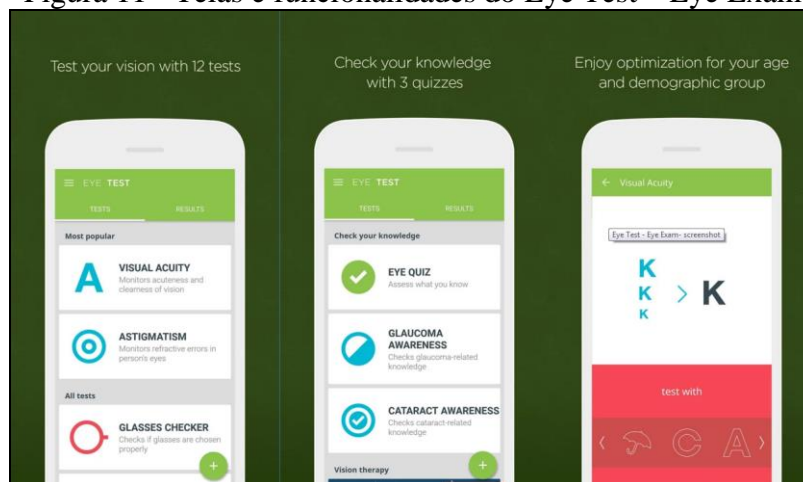 Figura 11 – Telas e funcionalidades do Eye Test – Eye Exam
Test your vision with 12 tests
EYE TEST
TESTS RESULTS
Most popular
VISUAL ACUITY
Monitors acuteness and
clearness of vision
ASTIGMATISM
Monitors refractive errors in
person's eyes
All tests
GLASSES CHECKER
Checks if glasses are chosen
properly
Check your knowledge
with 3 quizzes
EYE TEST
TESTS RESULTS
Check your knowledge
EYE QUIZ
Assess what you know
GLAUCOMA
AWARENESS
Checks glaucoma-related
knowledge
CATARACT AWARENESS
Checks cataract-related
knowledge
Vision therapy
Enjoy optimization for your age
and demographic group
Visual Acuity
Eye Test - Eye Exam- screenshot
K
K > K
K
test with
C A